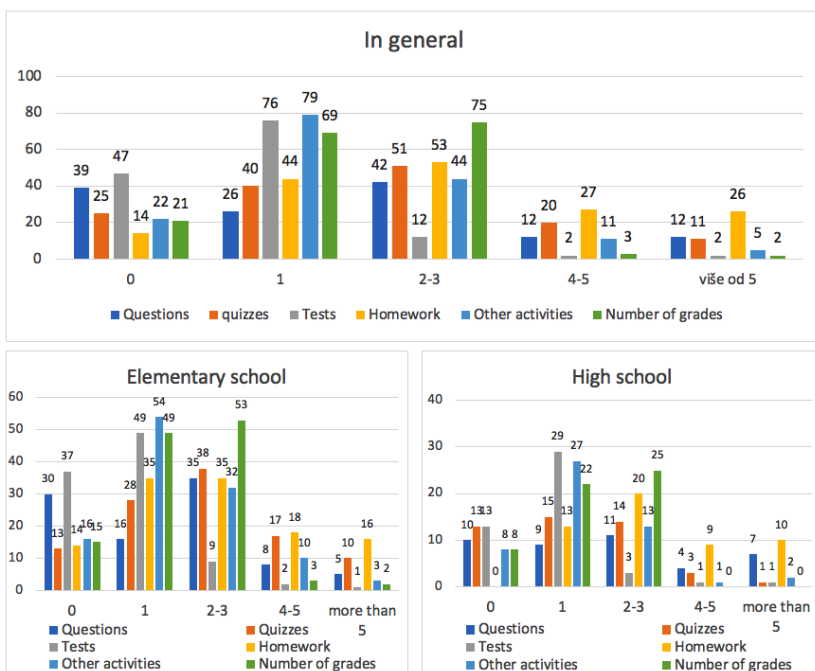 In general
100
80
60
40
20
0
39 25 47 14 22 21
26 40 76 44 79 69
42 51 12 53 44 75
12 20 2 27 11 3
12 11 2 26 5 2
0 1 2-3 4-5 više od 5
Questions quizzes Tests Homework Other activities Number of grades
Elementary school
60
50
40
30
20
10
0
30 13 37 14 16 15
16 28 49 35 54 49
35 38 9 35 32 53
8 17 2 18 10 3
5 10 1 16 3 2
0 1 2-3 4-5 more than 5
Questions Quizzes
Tests Homework
Other activities Number of grades
High school
40
30
20
10
0
10 13 13 0 8 8
9 15 29 13 27 22
11 14 3 20 13 25
4 3 1 9 1 0
7 1 1 10 2 0
0 1 2-3 4-5 more than 5
Questions Quizzes
Tests Homework
Other activities Number of grades